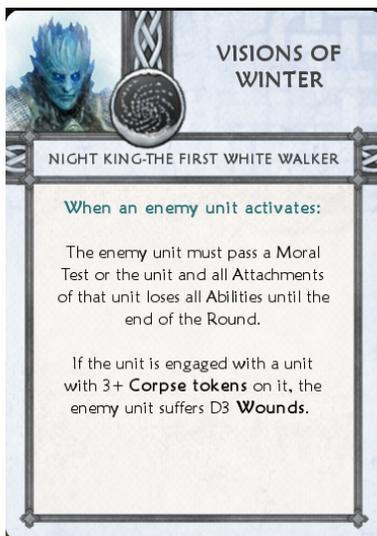 VISIONS OF
WINTER
NIGHT KING-THE FIRST WHITE WALKER
When an enemy unit activates:
The enemy unit must pass a Moral
Test or the unit and all Attachments
of that unit loses all Abilities until the
end of the Round.
If the unit is engaged with a unit
with 3+ Corpse tokens on it, the
enemy unit suffers D3 Wounds.